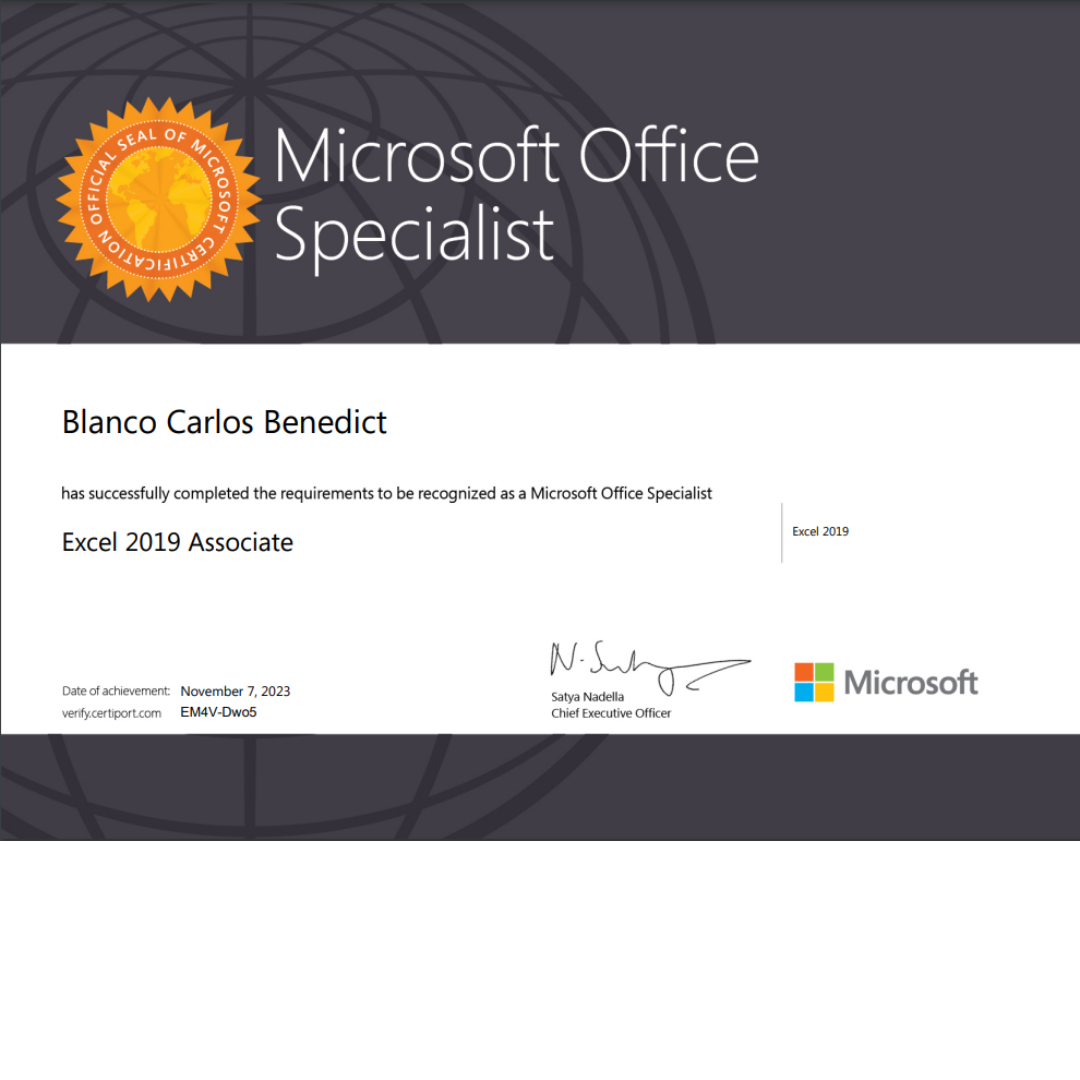 OFFICIAL SEAL OF MICROSOFT CERTIFICATION
Microsoft Office
Specialist
Blanco Carlos Benedict
has successfully completed the requirements to be recognized as a Microsoft Office Specialist
Excel 2019 Associate
Excel 2019
N. Satya
Satya Nadella
Chief Executive Officer
Microsoft
Date of achievement: November 7, 2023
verify.certiport.com EM4V-Dwo5